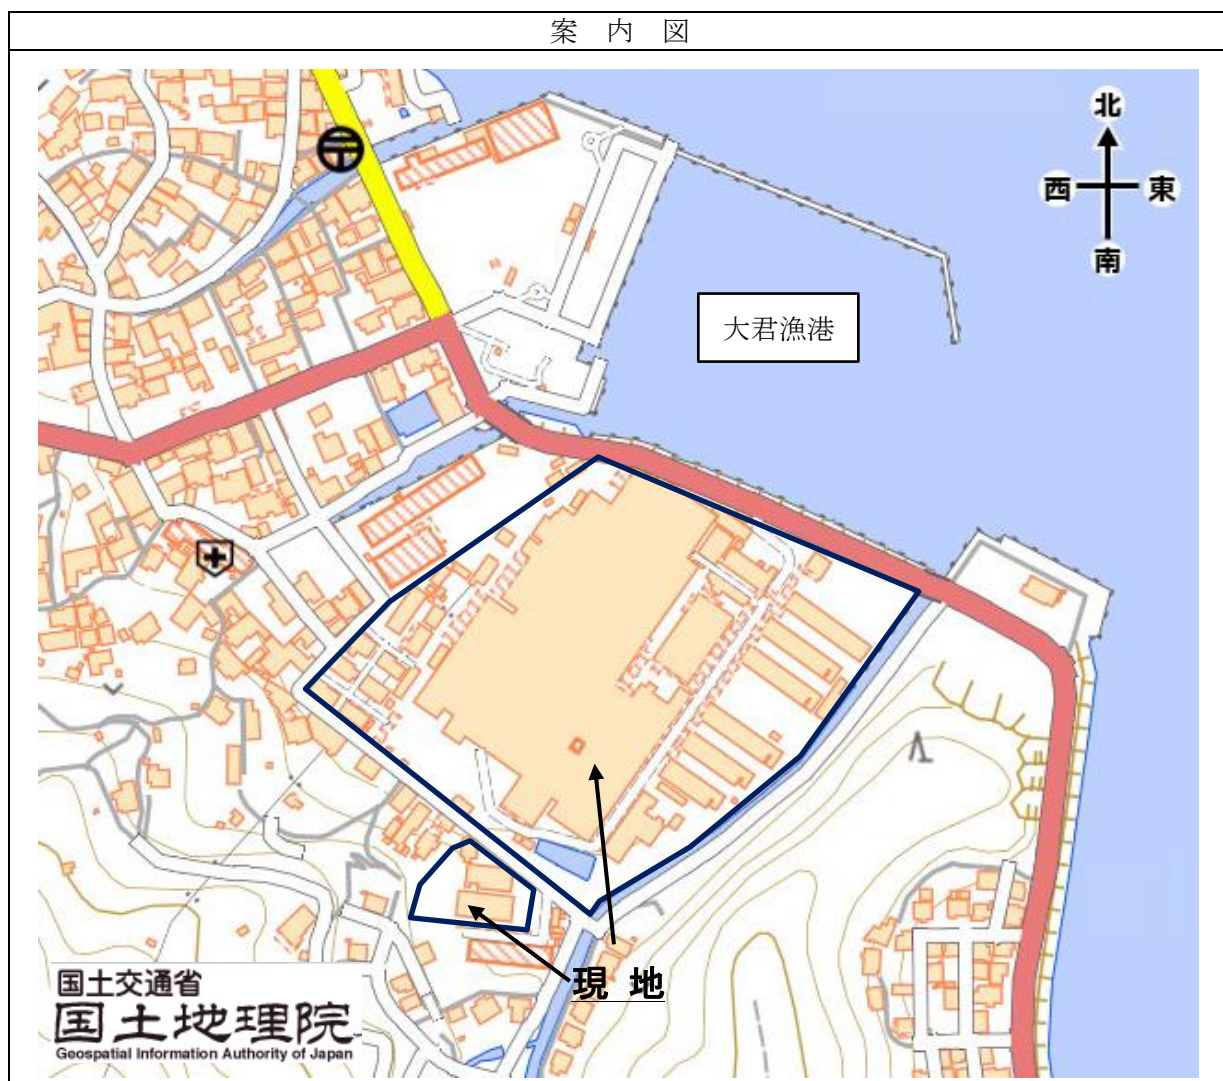 案 内 図
北
西 東
南
大君漁港
現 地
国土交通省
国土地理院
Geospatial Information Authority of Japan